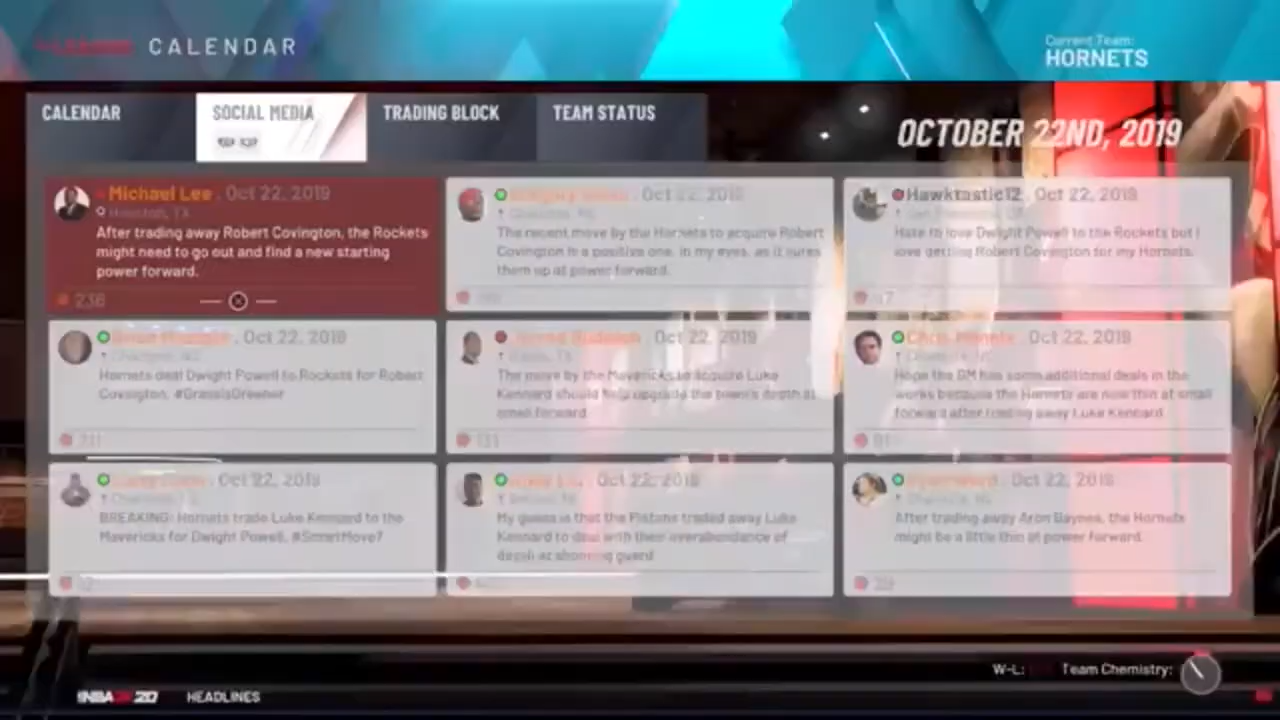 CALENDAR
Current Team:
HORNETS
CALENDAR
SOCIAL MEDIA
TRADING BLOCK
TEAM STATUS
OCTOBER 22ND, 2019
Michael Lee . Oct 22, 2019
Houston, TX
After trading away Robert Covington, the Rockets
might need to go out and find a new starting
power forward.
236
. Oct 22, 2019
The recent move by the Hornets to acquire Robert
Covington is a positive one, in my eyes, as it cures
them up at power forward.
Hawktastic12 . Oct 22, 2019
Hate to love Dwight Powell to the Rockets but I
love getting Robert Covington for my Hornets.
. Oct 22, 2019
Hornets deal Dwight Powell to Rockets for Robert
Covington. #GrassIsGreener
. Oct 22, 2019
The move by the Mavericks to acquire Luke
Kennard should help upgrade the team's depth at
small forward.
. Oct 22, 2019
Hope the GM has some additional deals in the
works because the Hornets are now thin at small
forward after trading away Luke Kennard.
. Oct 22, 2019
BREAKING: Hornets trade Luke Kennard to the
Mavericks for Dwight Powell. #SmartMove?
. Oct 22, 2019
My guess is that the Pistons traded away Luke
Kennard to deal with their overabundance of
depth at shooting guard.
. Oct 22, 2019
After trading away Aron Baynes, the Hornets
might be a little thin at power forward.
W-L:
Team Chemistry:
NBA 2K20
HEADLINES